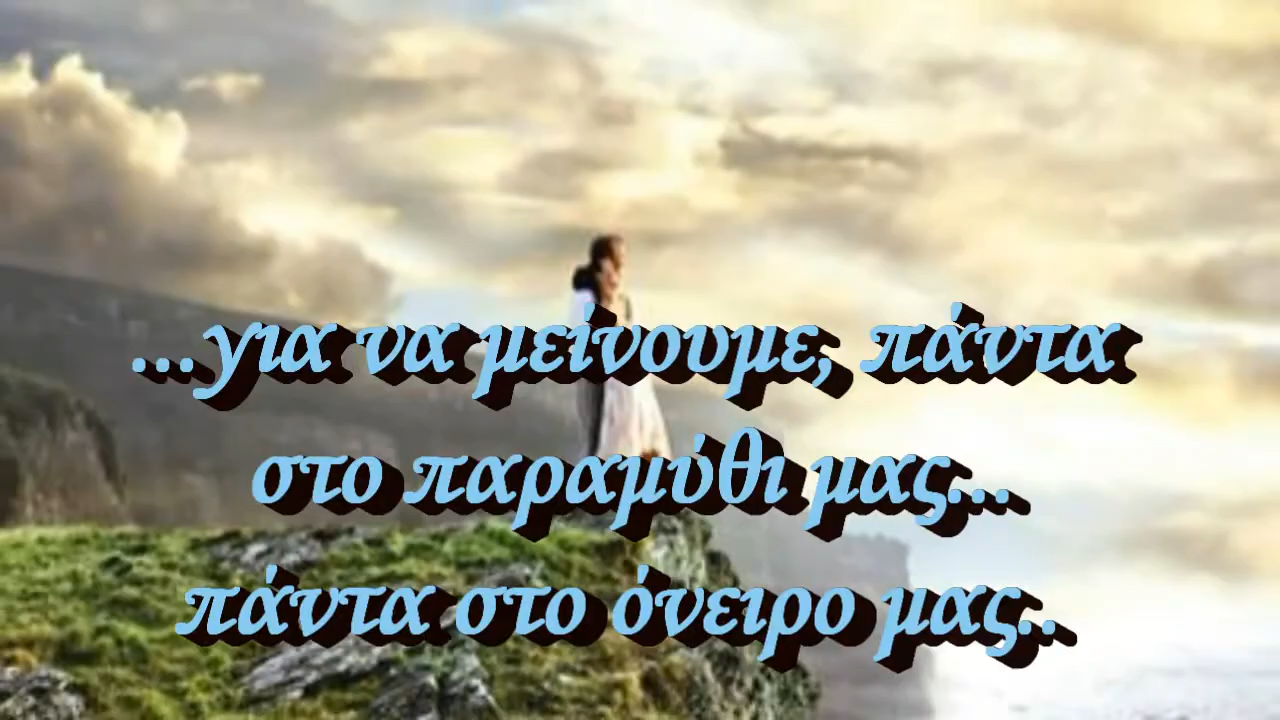 ...για να μείνουμε, πάντα
στο παραμύθι μας...
πάντα στο όνειρο μας..